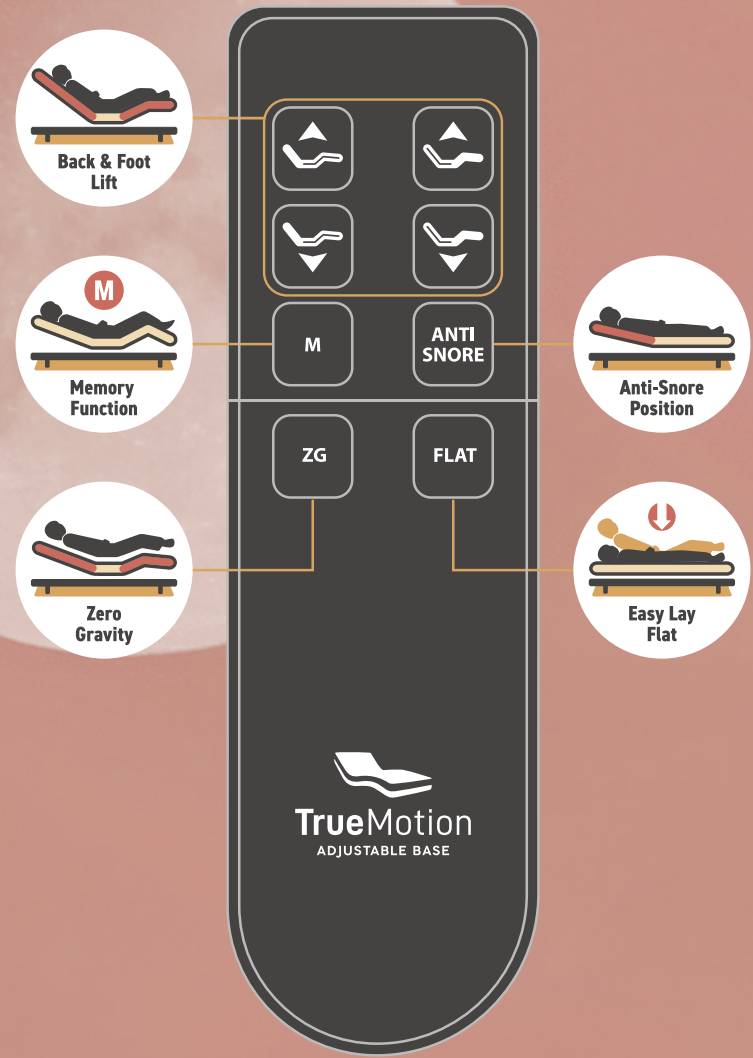 Back & Foot
Lift
M
Memory
Function
M
ANTI
SNORE
Anti-Snore
Position
ZG
FLAT
Zero
Gravity
Easy Lay
Flat
TrueMotion
ADJUSTABLE BASE